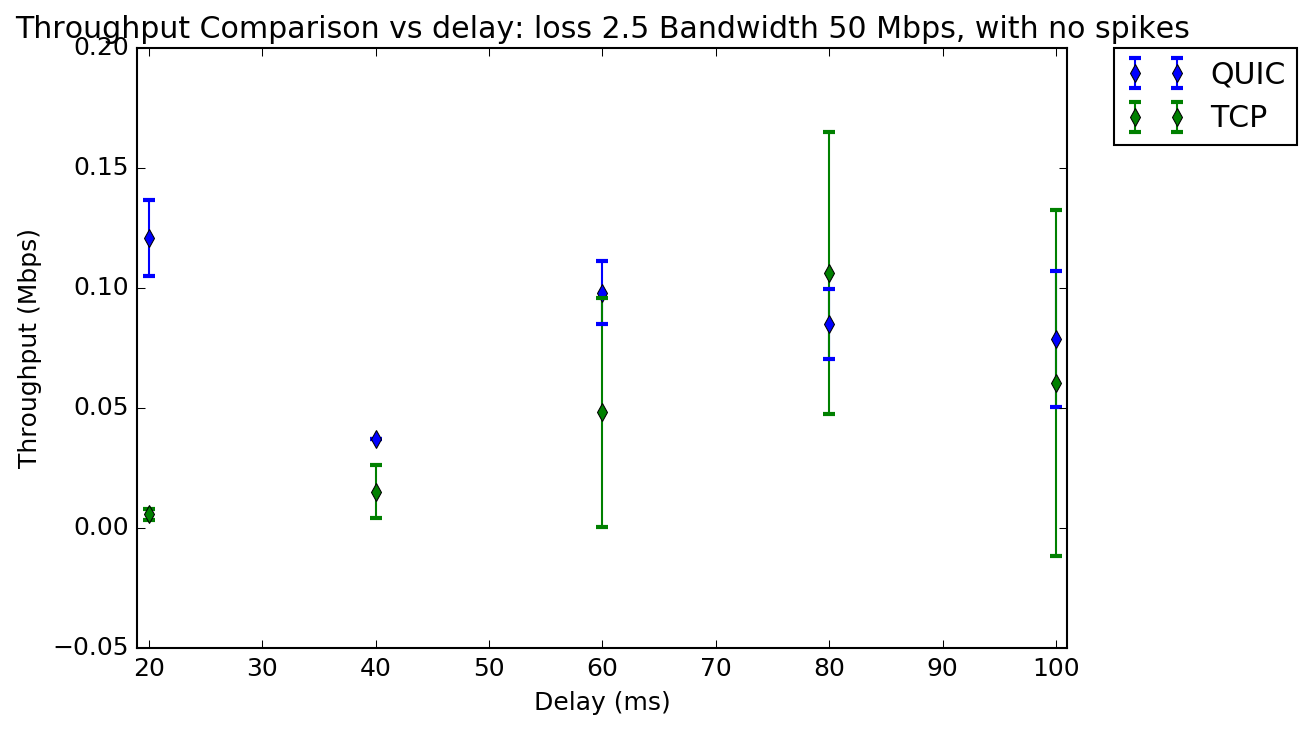 Throughput Comparison vs delay: loss 2.5 Bandwidth 50 Mbps, with no spikes
QUIC
TCP
0.20
0.15
0.10
0.05
0.00
−0.05
Throughput (Mbps)
20 30 40 50 60 70 80 90 100
Delay (ms)